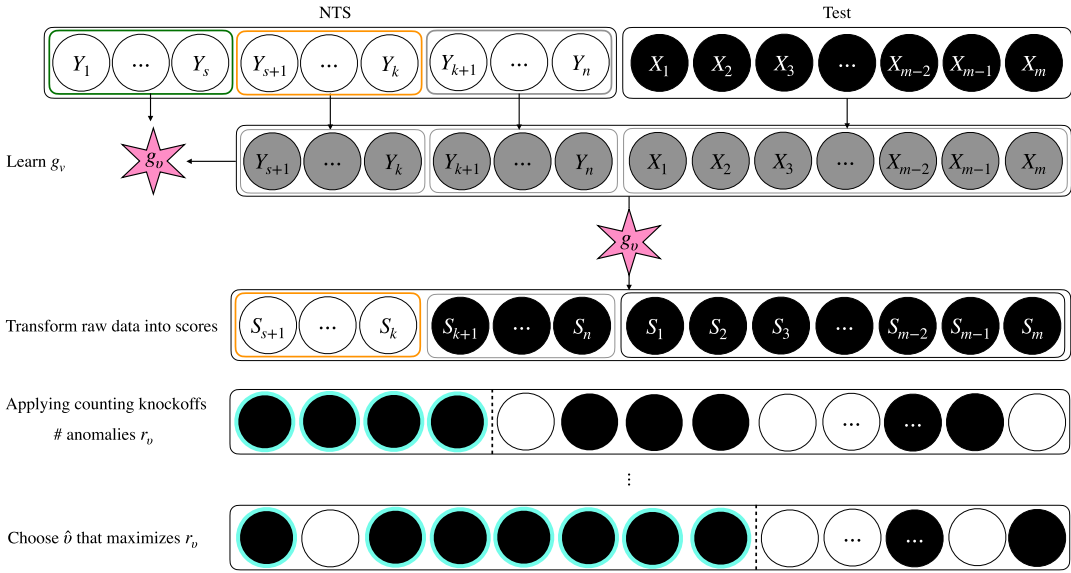 NTS Test
Y₁ ... Yₛ Yₛ₊₁ ... Yₖ Yₖ₊₁ ... Yₙ X₁ X₂ X₃ ... Xₘ₋₂ Xₘ₋₁ Xₘ
Learn gᵥ gᵥ Yₛ₊₁ ... Yₖ Yₖ₊₁ ... Yₙ X₁ X₂ X₃ ... Xₘ₋₂ Xₘ₋₁ Xₘ
gᵥ
Transform raw data into scores Sₛ₊₁ ... Sₖ Sₖ₊₁ ... Sₙ S₁ S₂ S₃ ... Sₘ₋₂ Sₘ₋₁ Sₘ
Applying counting knockoffs
# anomalies rᵥ ... ...
⋮
Choose v̂ that maximizes rᵥ ... ...